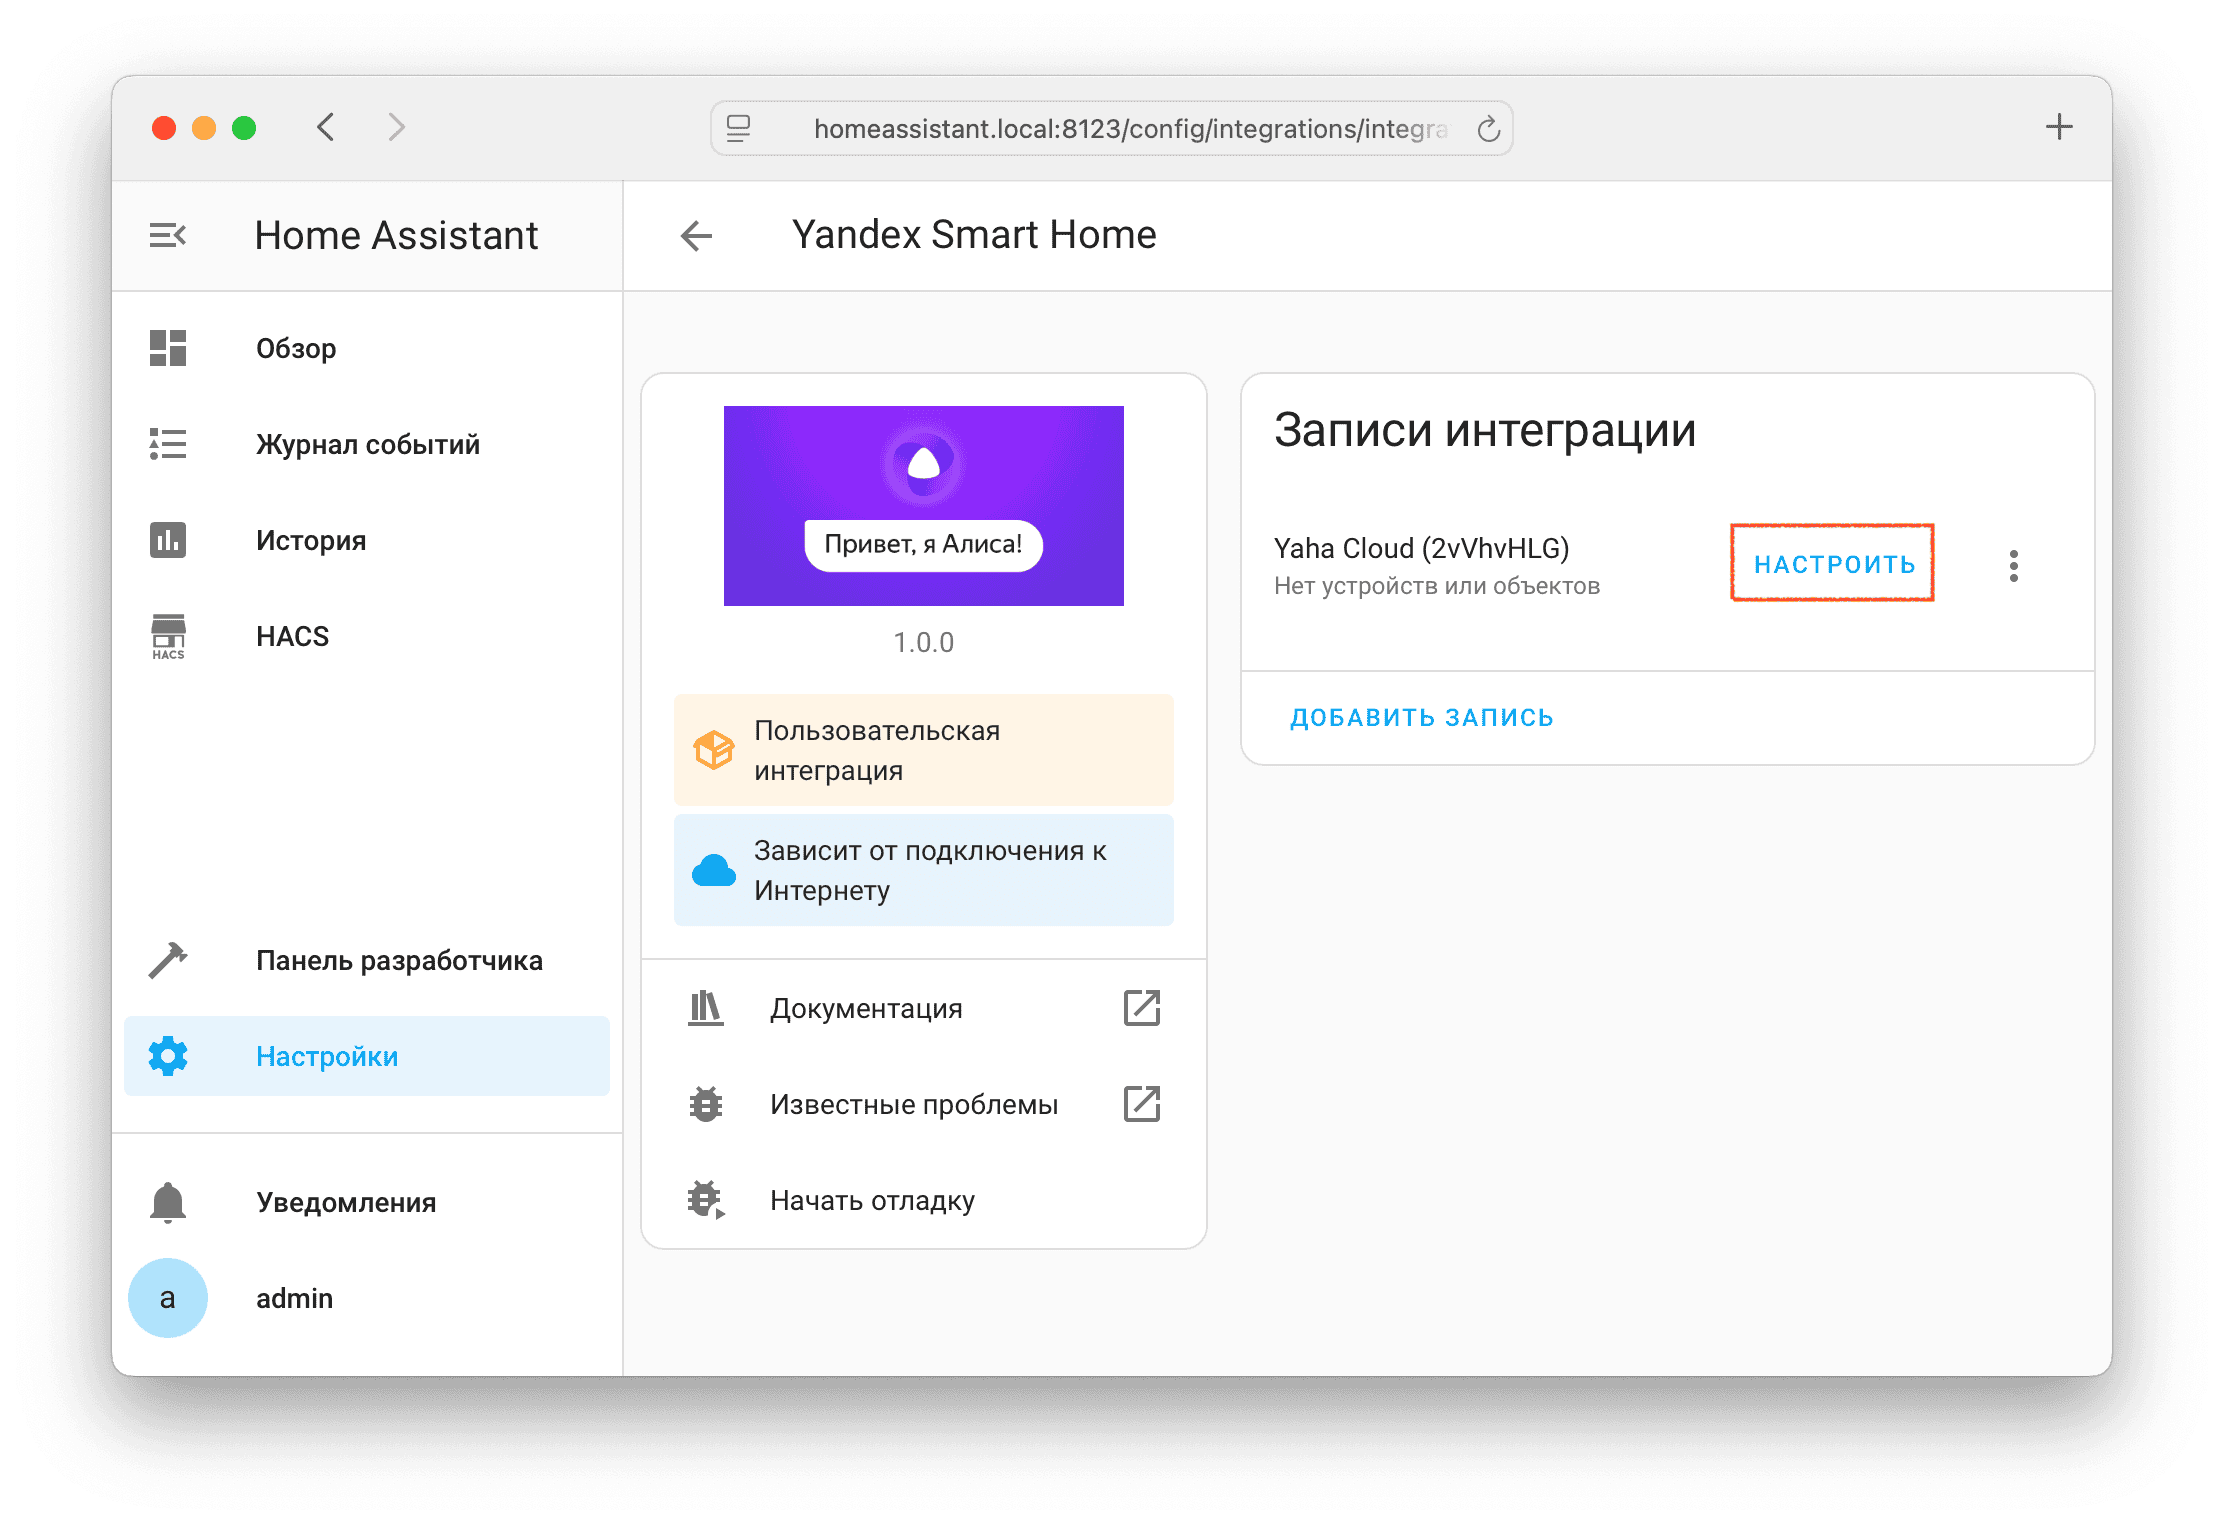 homeassistant.local:8123/config/integrations/integra
Home Assistant
Yandex Smart Home
Обзор
Журнал событий
История
HACS
HACS
Панель разработчика
Настройки
Уведомления
a
admin
Привет, я Алиса!
1.0.0
Пользовательская
интеграция
Зависит от подключения к
Интернету
Документация
Известные проблемы
Начать отладку
Записи интеграции
Yaha Cloud (2vVhvHLG)
Нет устройств или объектов
НАСТРОИТЬ
ДОБАВИТЬ ЗАПИСЬ